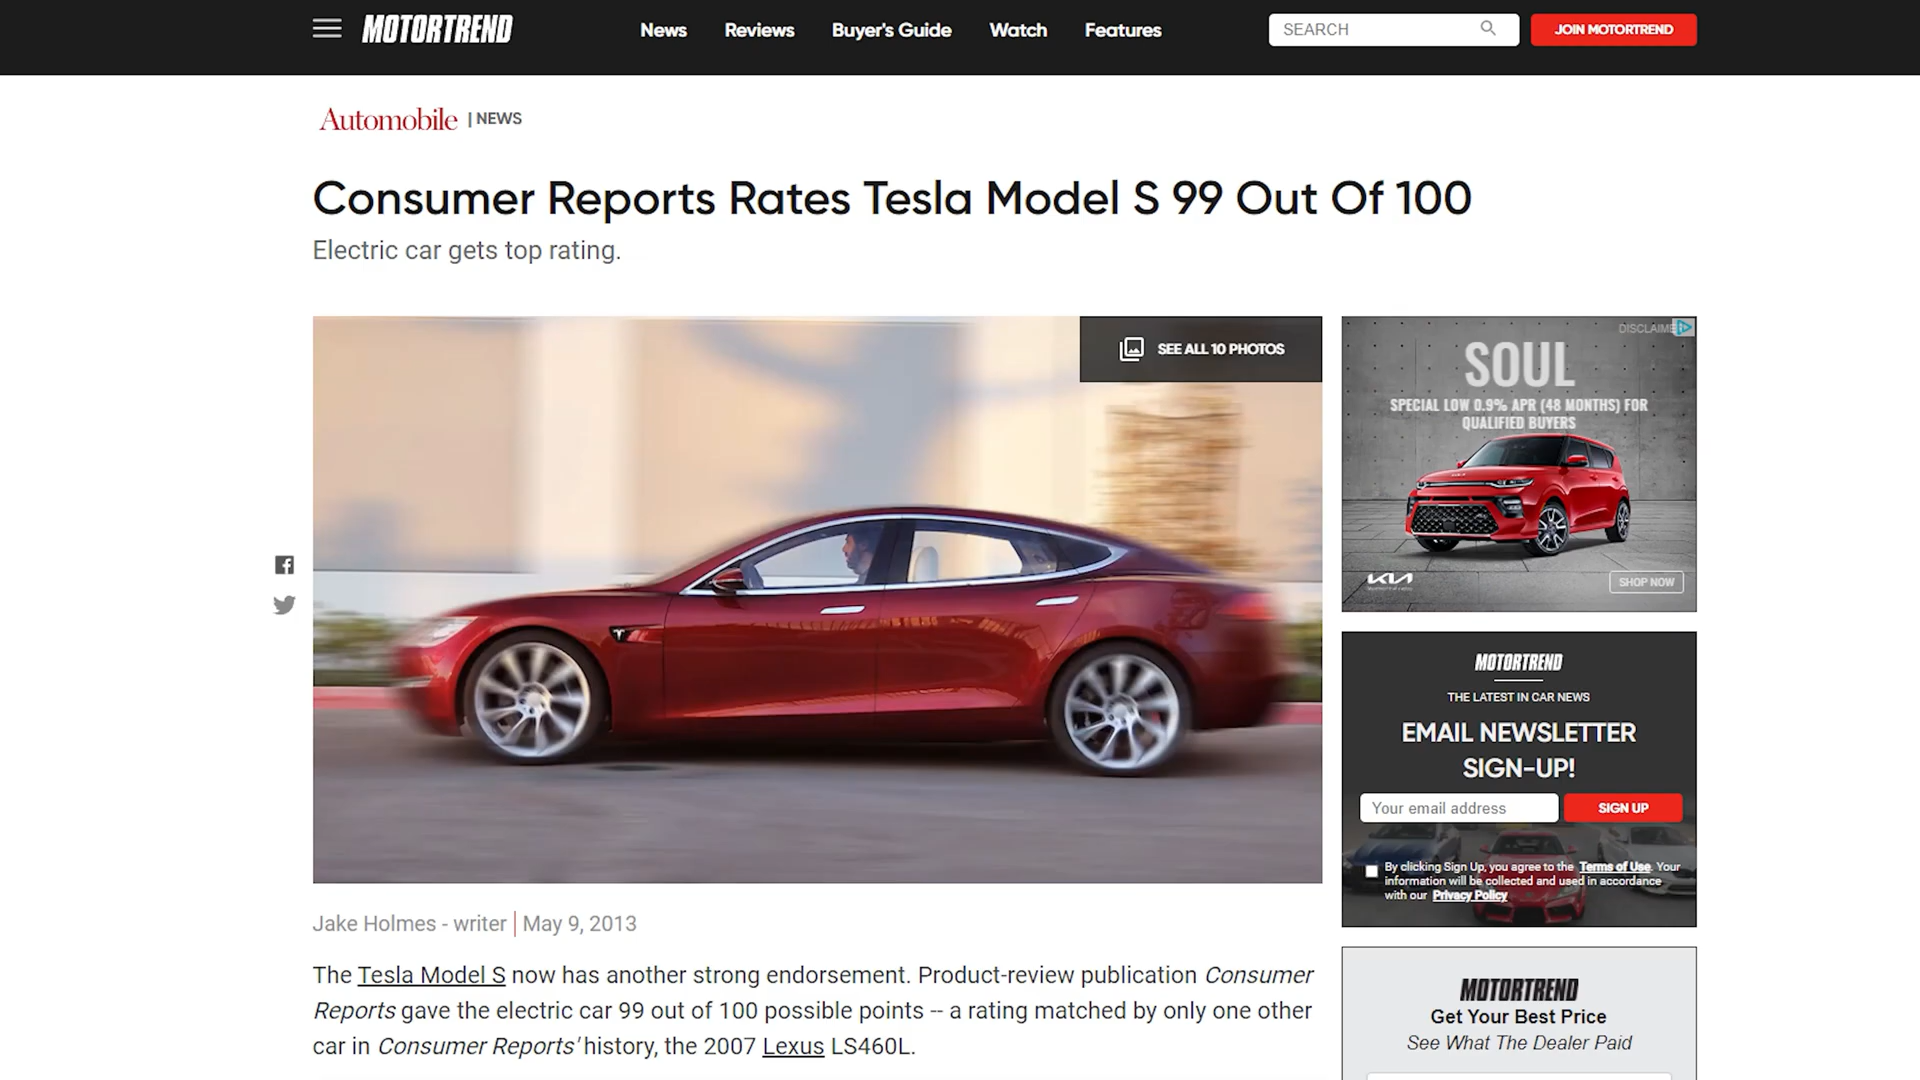 MOTORTREND
News
Reviews
Buyer's Guide
Watch
Features
SEARCH
JOIN MOTORTREND
Automobile | NEWS
Consumer Reports Rates Tesla Model S 99 Out Of 100
Electric car gets top rating.
SEE ALL 10 PHOTOS
SOUL
SPECIAL LOW 0.9% APR (48 MONTHS) FOR
QUALIFIED BUYERS
KIA
SHOP NOW
MOTORTREND
THE LATEST IN CAR NEWS
EMAIL NEWSLETTER
SIGN-UP!
Your email address
SIGN UP
By clicking Sign Up, you agree to the Terms of Use. Your
information will be collected and used in accordance
with our Privacy Policy
Jake Holmes - writer | May 9, 2013
The Tesla Model S now has another strong endorsement. Product-review publication Consumer
Reports gave the electric car 99 out of 100 possible points -- a rating matched by only one other
car in Consumer Reports' history, the 2007 Lexus LS460L.
MOTORTREND
Get Your Best Price
See What The Dealer Paid